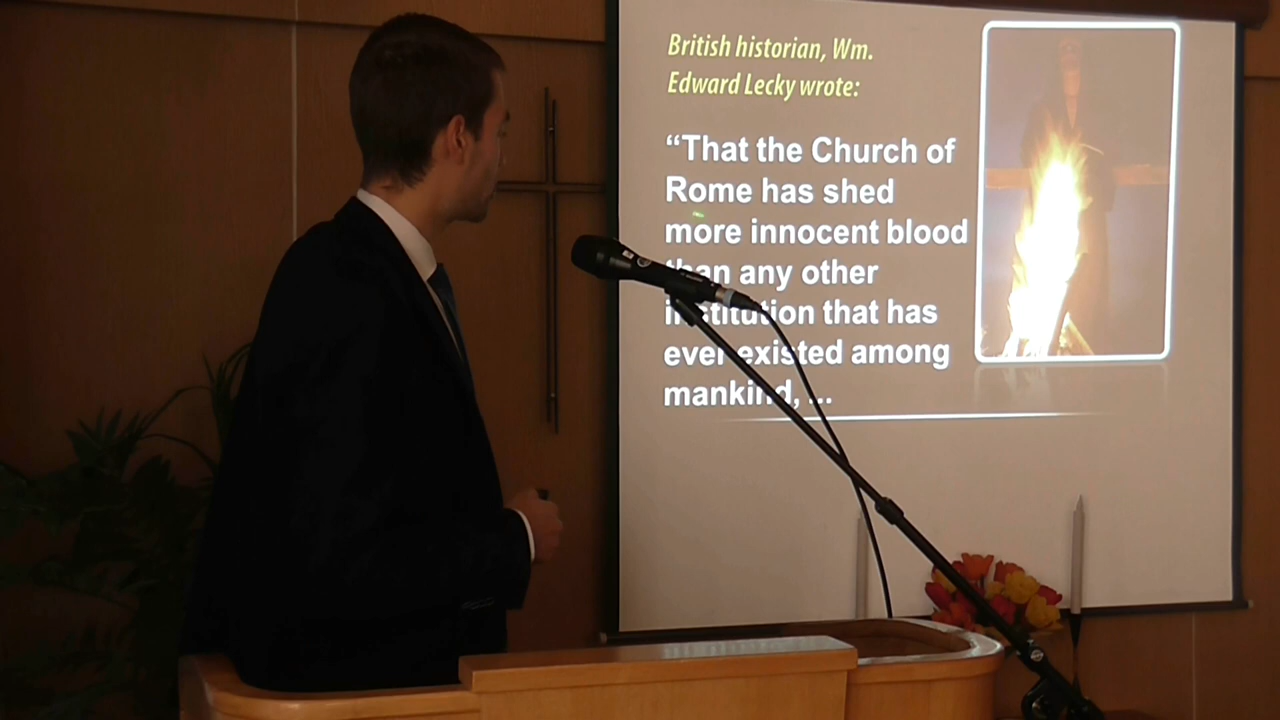 British historian, Wm.
Edward Lecky wrote:
“That the Church of
Rome has shed
more innocent blood
than any other
institution that has
ever existed among
mankind, ...